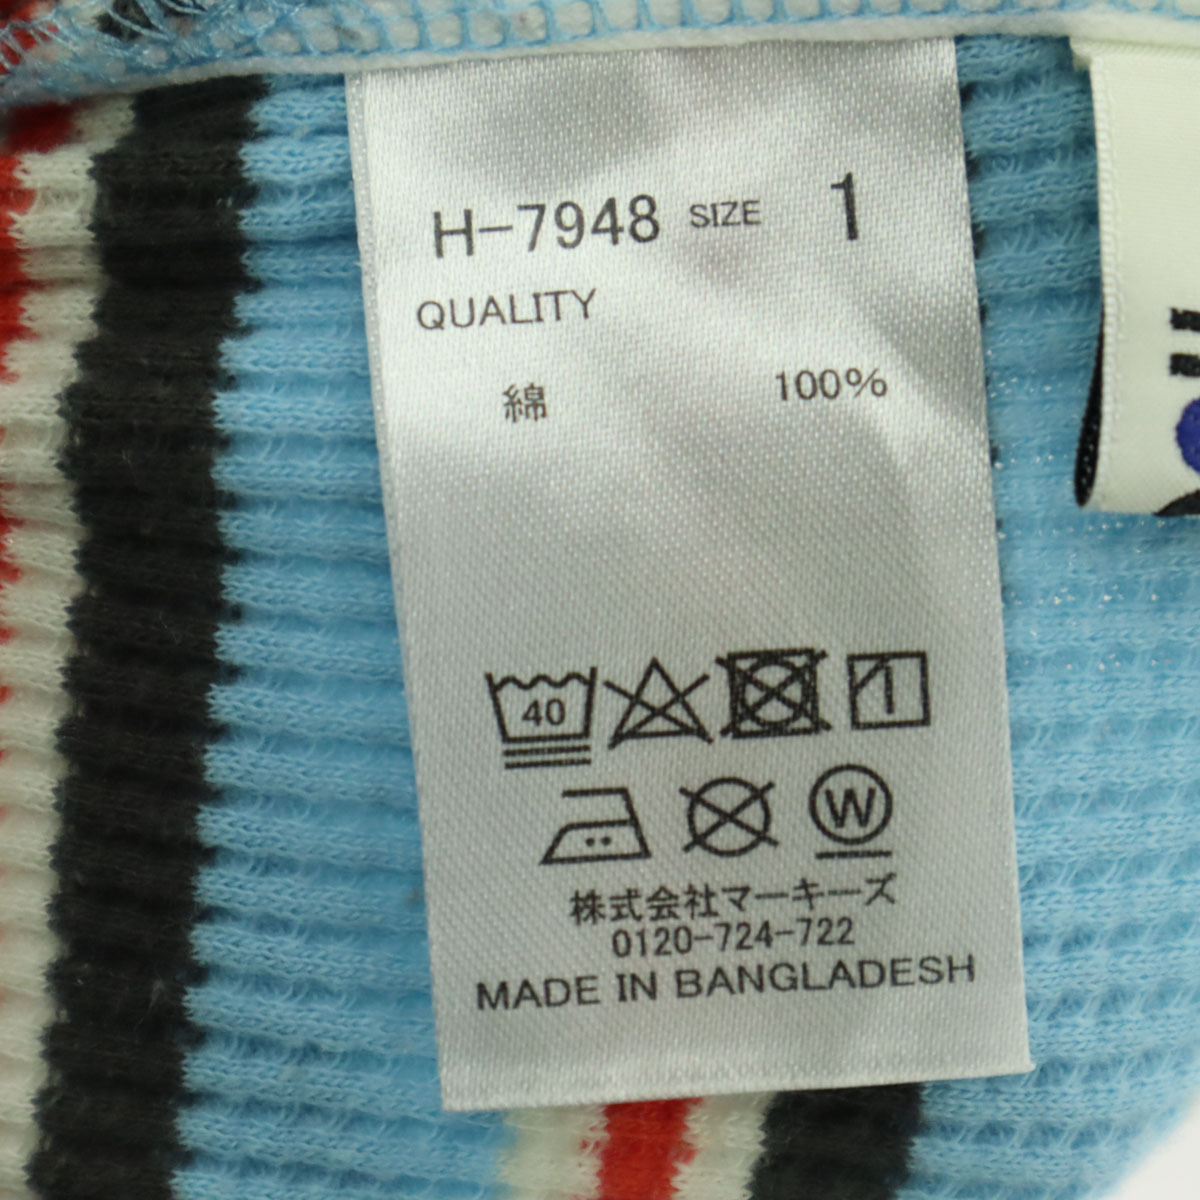 H-7948 SIZE 1
QUALITY
綿 100%
40
W
株式会社マーキーズ
0120-724-722
MADE IN BANGLADESH